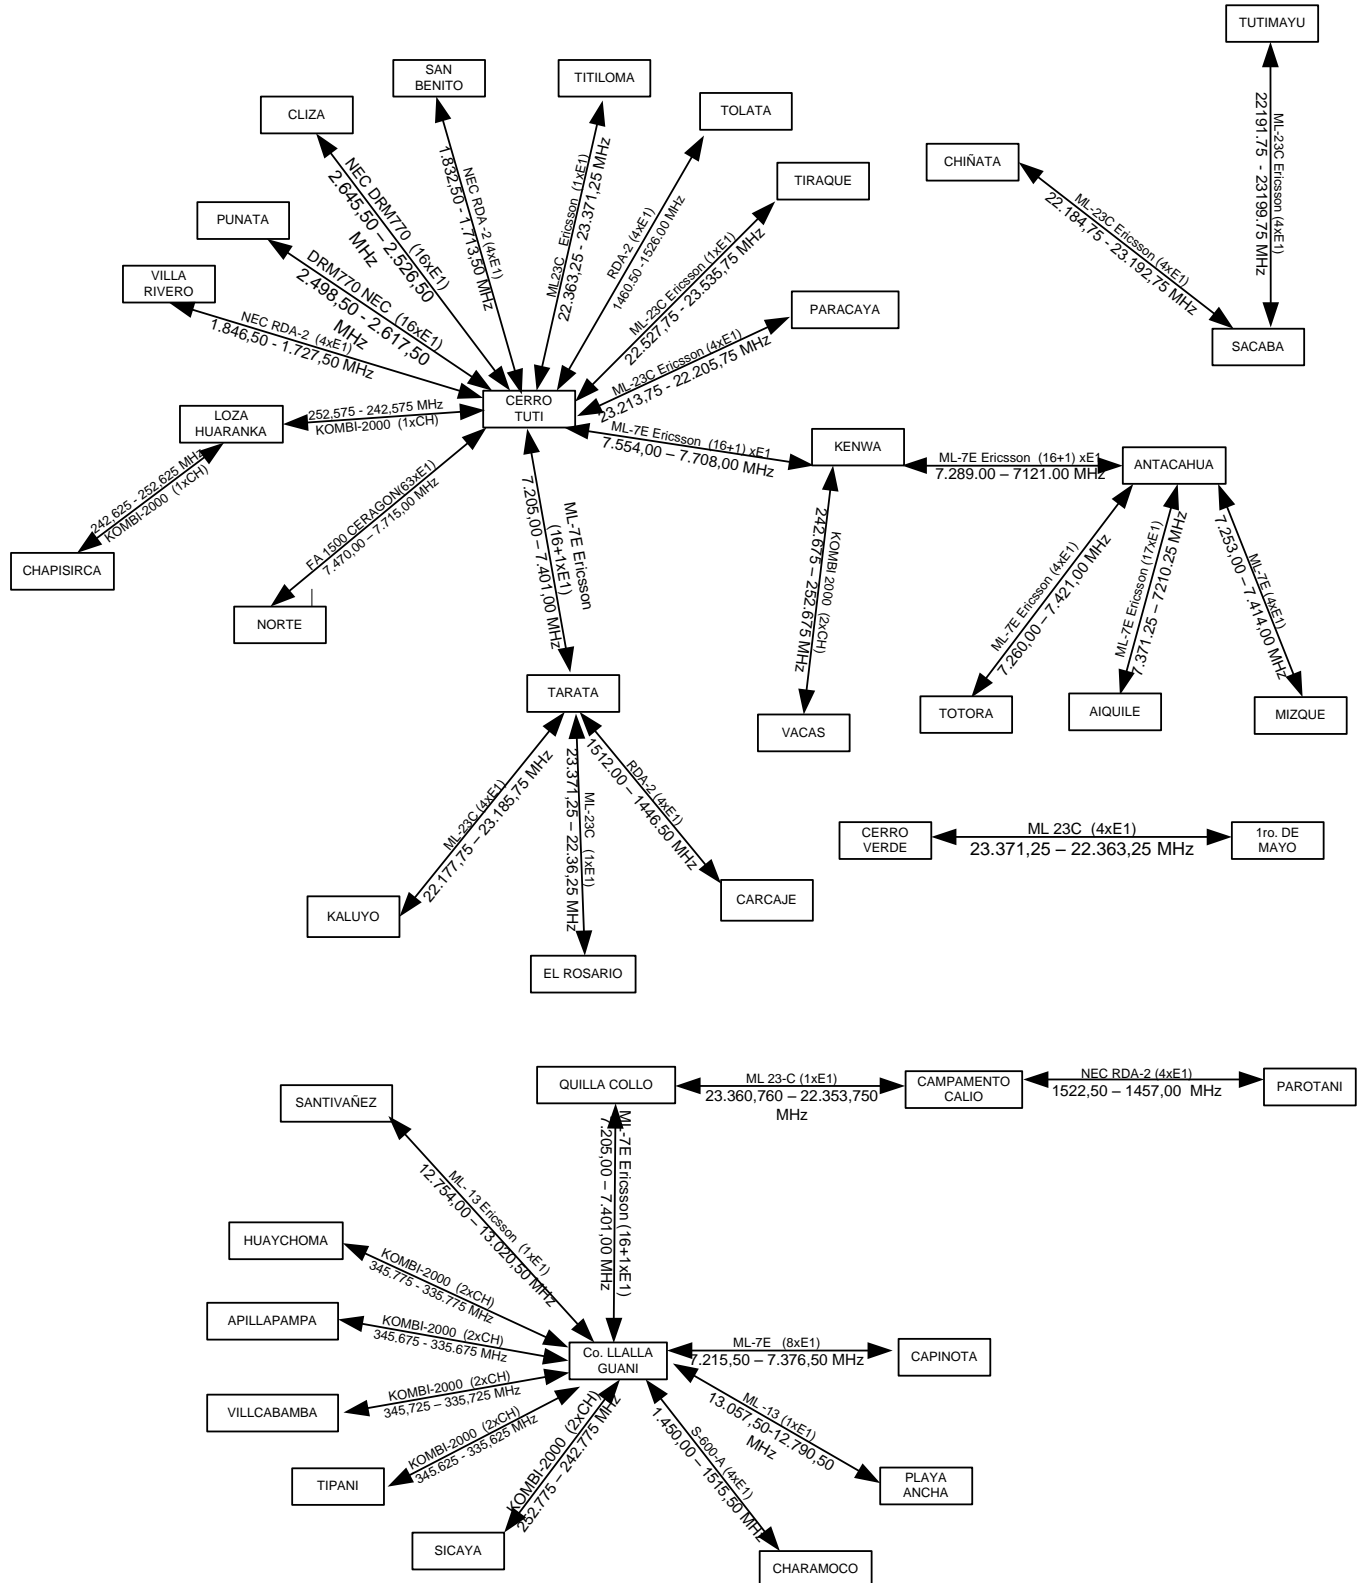 TUTIMAYU
ML-23C Ericsson (4xE1)
22191.75 - 23199.75 MHz
CHIÑATA
ML-23C Ericsson (4xE1)
22.184,75 - 23.192,75 MHz
SACABA
SAN
BENITO
TITILOMA
CLIZA
TOLATA
TIRAQUE
PUNATA
VILLA
RIVERO
PARACAYA
NEC DRM770 (16xE1)
2.645,50 – 2.526,50
MHz
NEC RDA -2 (4xE1)
1.832,50 - 1.713,50 MHz
ML23C Ericsson (1xE1)
22.363,25 - 23.371,25 MHz
RDA-2 (4xE1)
1460.50 -1526.00 MHz
ML-23C Ericsson (1xE1)
22.527,75 - 23.535,75 MHz
DRM770 NEC (16xE1)
2.498,50 - 2.617,50
MHz
NEC RDA-2 (4xE1)
1.846,50 - 1.727,50 MHz
ML-23C Ericsson (4xE1)
23.213,75 - 22.205,75 MHz
CERRO
TUTI
LOZA
HUARANKA
252,575 - 242,575 MHz
KOMBI-2000 (1xCH)
242,625 - 252,625 MHz
KOMBI-2000 (1xCH)
CHAPISIRCA
FA 1500 CERAGON(63xE1)
7.470,00 – 7.715,00 MHz
NORTE
ML-7E Ericsson (16+1) xE1
7.554,00 – 7.708,00 MHz
KENWA
ML-7E Ericsson (16+1) xE1
7.289.00 – 7121.00 MHz
ANTACAHUA
ML-7E Ericsson
(16+1xE1)
7.205,00 – 7.401,00 MHz
KOMBI 2000 (2xCH)
242.675 – 252.675 MHz
VACAS
ML-7E Ericsson (4xE1)
7.260,00 – 7.421,00 MHz
ML-7E Ericsson (17xE1)
7.371.25 – 7210.25 MHz
ML-7E (4xE1)
7.253,00 – 7.414,00 MHz
TOTORA
AIQUILE
MIZQUE
TARATA
ML-23C (4xE1)
22.177,75 – 23.185,75 MHz
ML-23C (1xE1)
23.371,25 – 22.36,25 MHz
RDA-2 (4xE1)
1512.00 – 1446.50 MHz
KALUYO
CARCAJE
EL ROSARIO
CERRO
VERDE
ML 23C (4xE1)
23.371,25 – 22.363,25 MHz
1ro. DE
MAYO
SANTIVAÑEZ
QUILLA COLLO
ML 23-C (1xE1)
23.360,760 – 22.353,750
MHz
CAMPAMENTO
CALIO
NEC RDA-2 (4xE1)
1522,50 – 1457,00 MHz
PAROTANI
ML- 13 Ericsson (1xE1)
12.754,00 – 13.020,50 MHz
ML-7E Ericsson (16+1xE1)
7.205,00 – 7.401,00 MHz
HUAYCHOMA
KOMBI-2000 (2xCH)
345.775 - 335.775 MHz
APILLAPAMPA
KOMBI-2000 (2xCH)
345.675 - 335.675 MHz
Co. LLALLA
GUANI
ML-7E (8xE1)
7.215,50 – 7.376,50 MHz
CAPINOTA
VILLCABAMBA
KOMBI-2000 (2xCH)
345,725 – 335,725 MHz
KOMBI-2000 (2xCH)
345.625 - 335,625 MHz
TIPANI
KOMBI-2000 (2xCH)
252.775 – 242.775 MHz
SICAYA
S-600-A (4xE1)
1.450.00 – 1515,50 MHz
CHARAMOCO
ML-13 (1xE1)
13.057,50-12.790,50
MHz
PLAYA
ANCHA